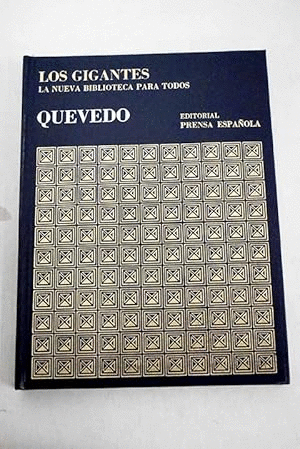 LOS GIGANTES
LA NUEVA BIBLIOTECA PARA TODOS
QUEVEDO
EDITORIAL
PRENSA ESPAÑOLA